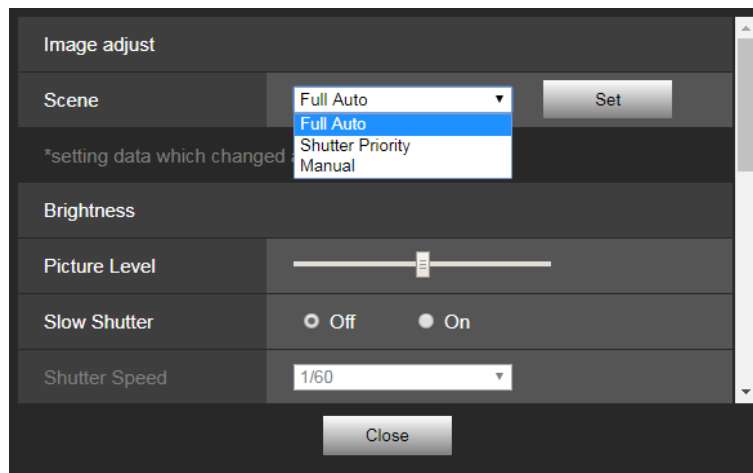 Image adjust
Scene Full Auto Set
Full Auto
Shutter Priority
*setting data which changed
Manual
Brightness
Picture Level
Slow Shutter Off On
Shutter Speed 1/60
Close